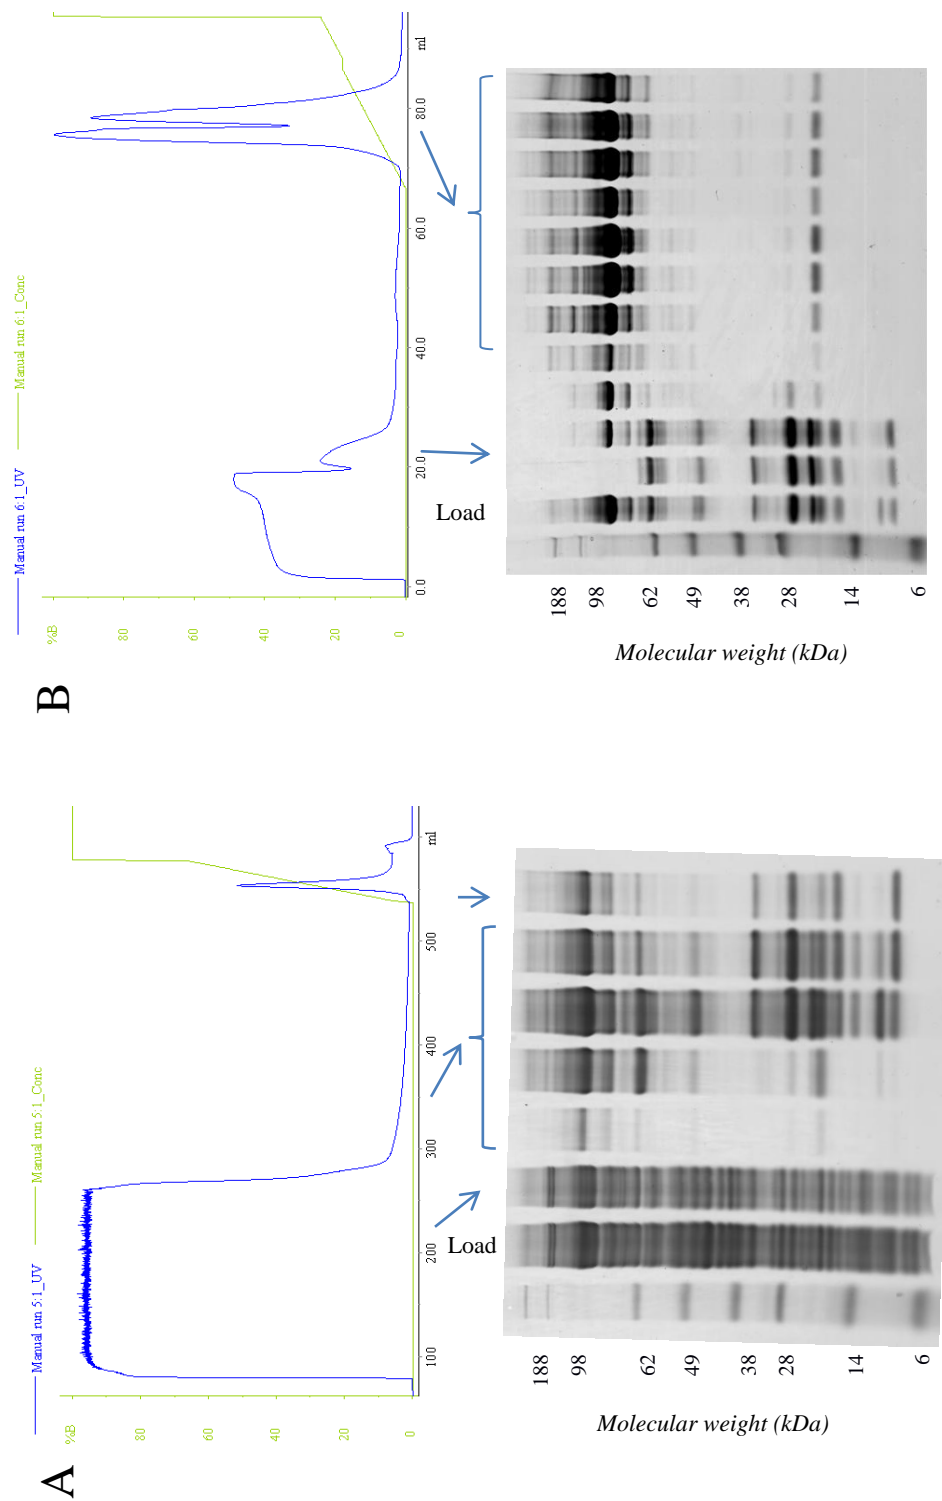 B
Manual run 6:1_UV
Manual run 6:1_Conc
%B
80
60
40
20
0
0.0
20.0
40.0
60.0
80.0
ml
Load
188
98
62
49
38
28
14
6
Molecular weight (kDa)
A
Manual run 5:1_UV
Manual run 5:1_Conc
%B
80
60
40
20
0
100
200
300
400
500
ml
Load
188
98
62
49
38
28
14
6
Molecular weight (kDa)